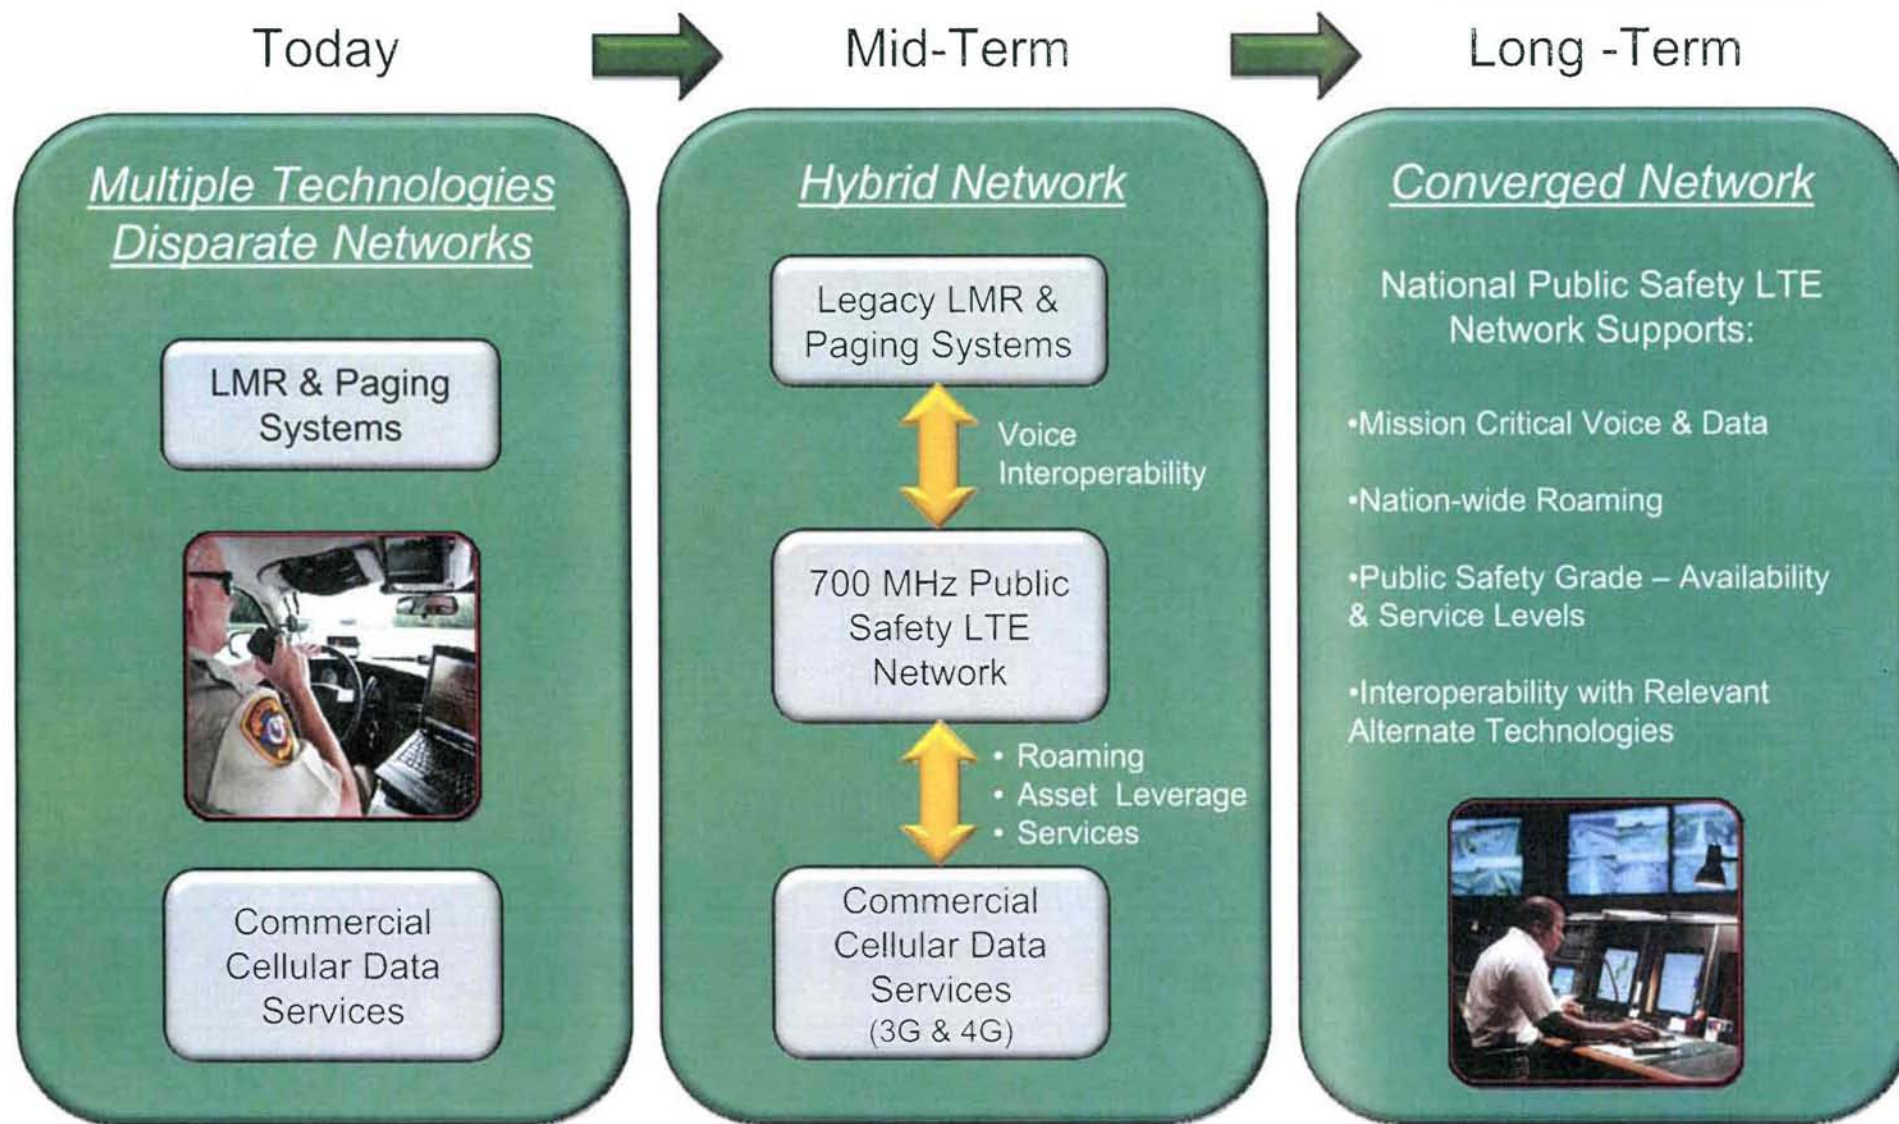 Today
Mid-Term
Long -Term
Multiple Technologies
Disparate Networks
LMR & Paging
Systems
Commercial
Cellular Data
Services
Hybrid Network
Legacy LMR &
Paging Systems
Voice
Interoperability
700 MHz Public
Safety LTE
Network
• Roaming
• Asset Leverage
• Services
Commercial
Cellular Data
Services
(3G & 4G)
Converged Network
National Public Safety LTE
Network Supports:
•Mission Critical Voice & Data
•Nation-wide Roaming
•Public Safety Grade – Availability
& Service Levels
•Interoperability with Relevant
Alternate Technologies